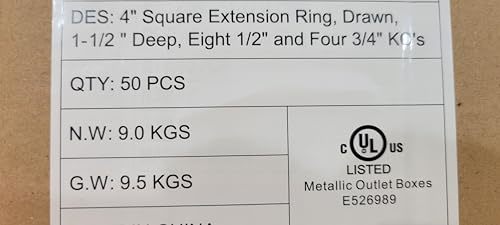 DES: 4" Square Extension Ring, Drawn,
1-1/2 " Deep, Eight 1/2" and Four 3/4" KO's
QTY: 50 PCS
N.W: 9.0 KGS
G.W: 9.5 KGS
C UL US
LISTED
Metallic Outlet Boxes
E526989